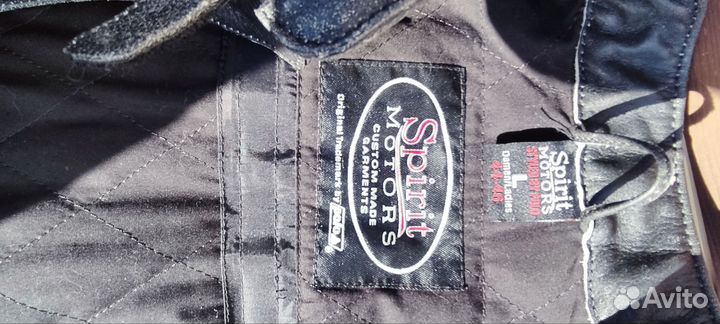 Spirit
MOTORS
CUSTOM MADE
GARMENTS
Original Trademark by
Spirit
MOTORS
L
44-46
Avito